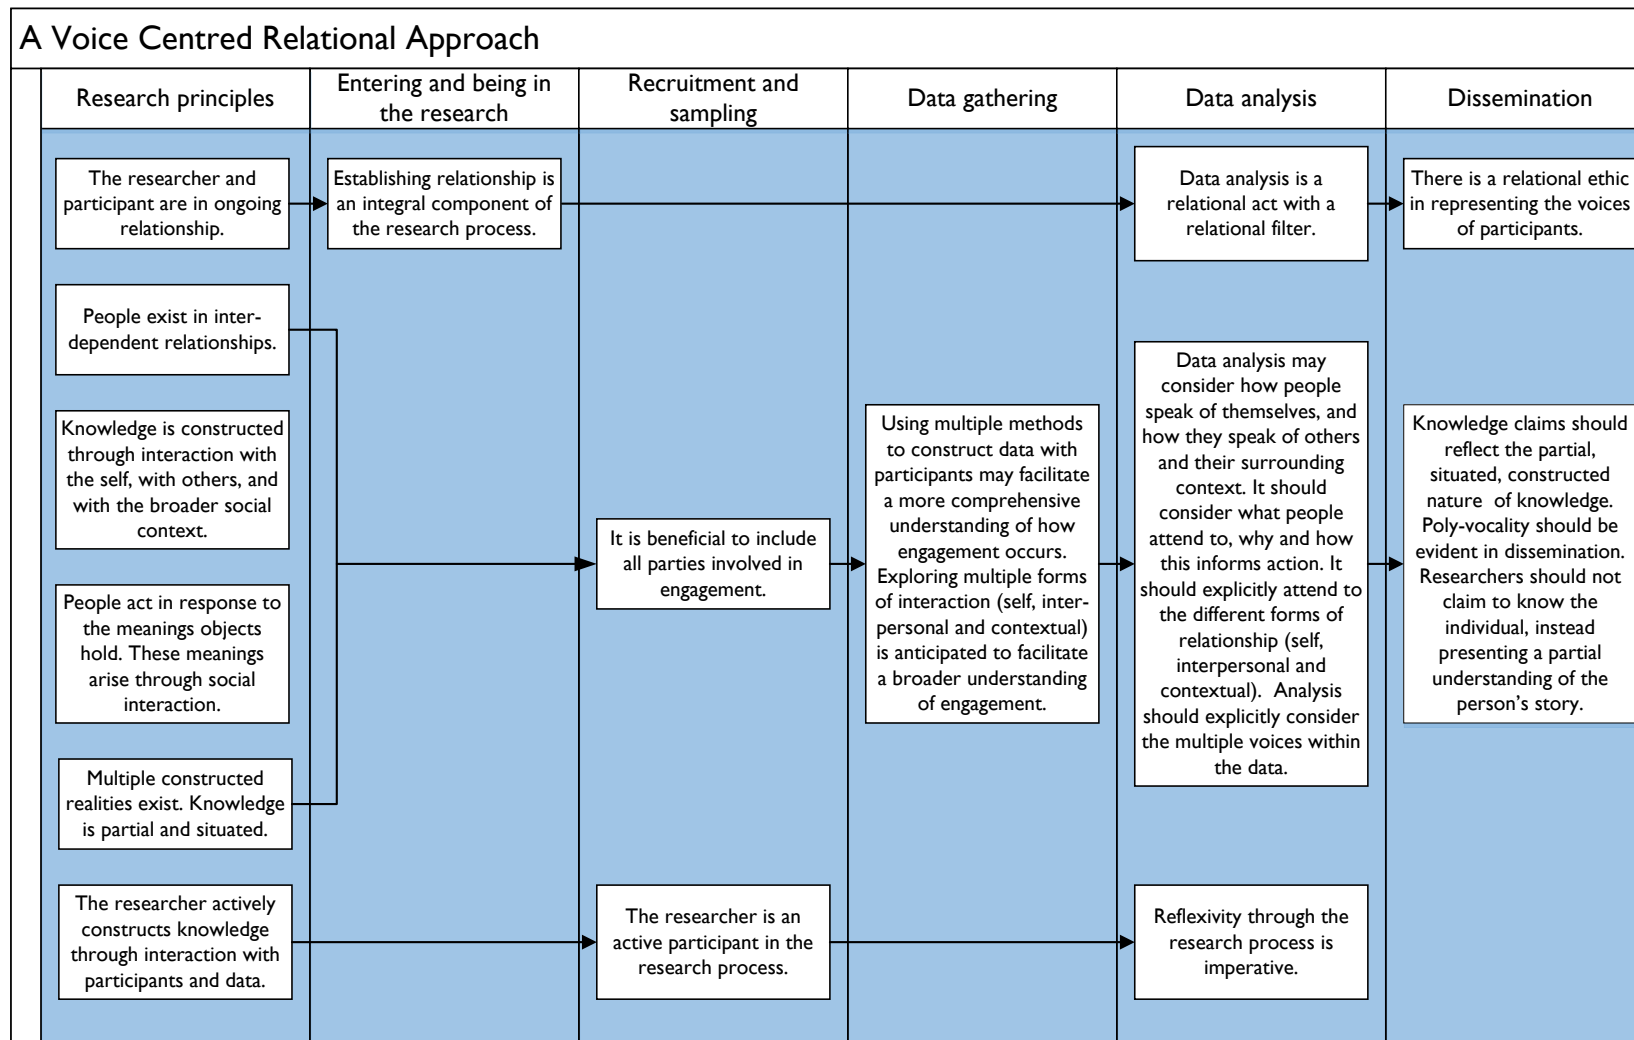 A Voice Centred Relational Approach
Research principles
Entering and being in
the research
Recruitment and
sampling
Data gathering
Data analysis
Dissemination
The researcher and
participant are in ongoing
relationship.
Establishing relationship is
an integral component of
the research process.
Data analysis is a
relational act with a
relational filter.
There is a relational ethic
in representing the voices
of participants.
People exist in inter-
dependent relationships.
Knowledge is constructed
through interaction with
the self, with others, and
with the broader social
context.
People act in response to
the meanings objects
hold. These meanings
arise through social
interaction.
Multiple constructed
realities exist. Knowledge
is partial and situated.
It is beneficial to include
all parties involved in
engagement.
Using multiple methods
to construct data with
participants may facilitate
a more comprehensive
understanding of how
engagement occurs.
Exploring multiple forms
of interaction (self, inter-
personal and contextual)
is anticipated to facilitate
a broader understanding
of engagement.
Data analysis may
consider how people
speak of themselves, and
how they speak of others
and their surrounding
context. It should
consider what people
attend to, why and how
this informs action. It
should explicitly attend to
the different forms of
relationship (self,
interpersonal and
contextual).  Analysis
should explicitly consider
the multiple voices within
the data.
Knowledge claims should
reflect the partial,
situated, constructed
nature  of knowledge.
Poly-vocality should be
evident in dissemination.
Researchers should not
claim to know the
individual, instead
presenting a partial
understanding of the
person’s story.
The researcher actively
constructs knowledge
through interaction with
participants and data.
The researcher is an
active participant in the
research process.
Reflexivity through the
research process is
imperative.